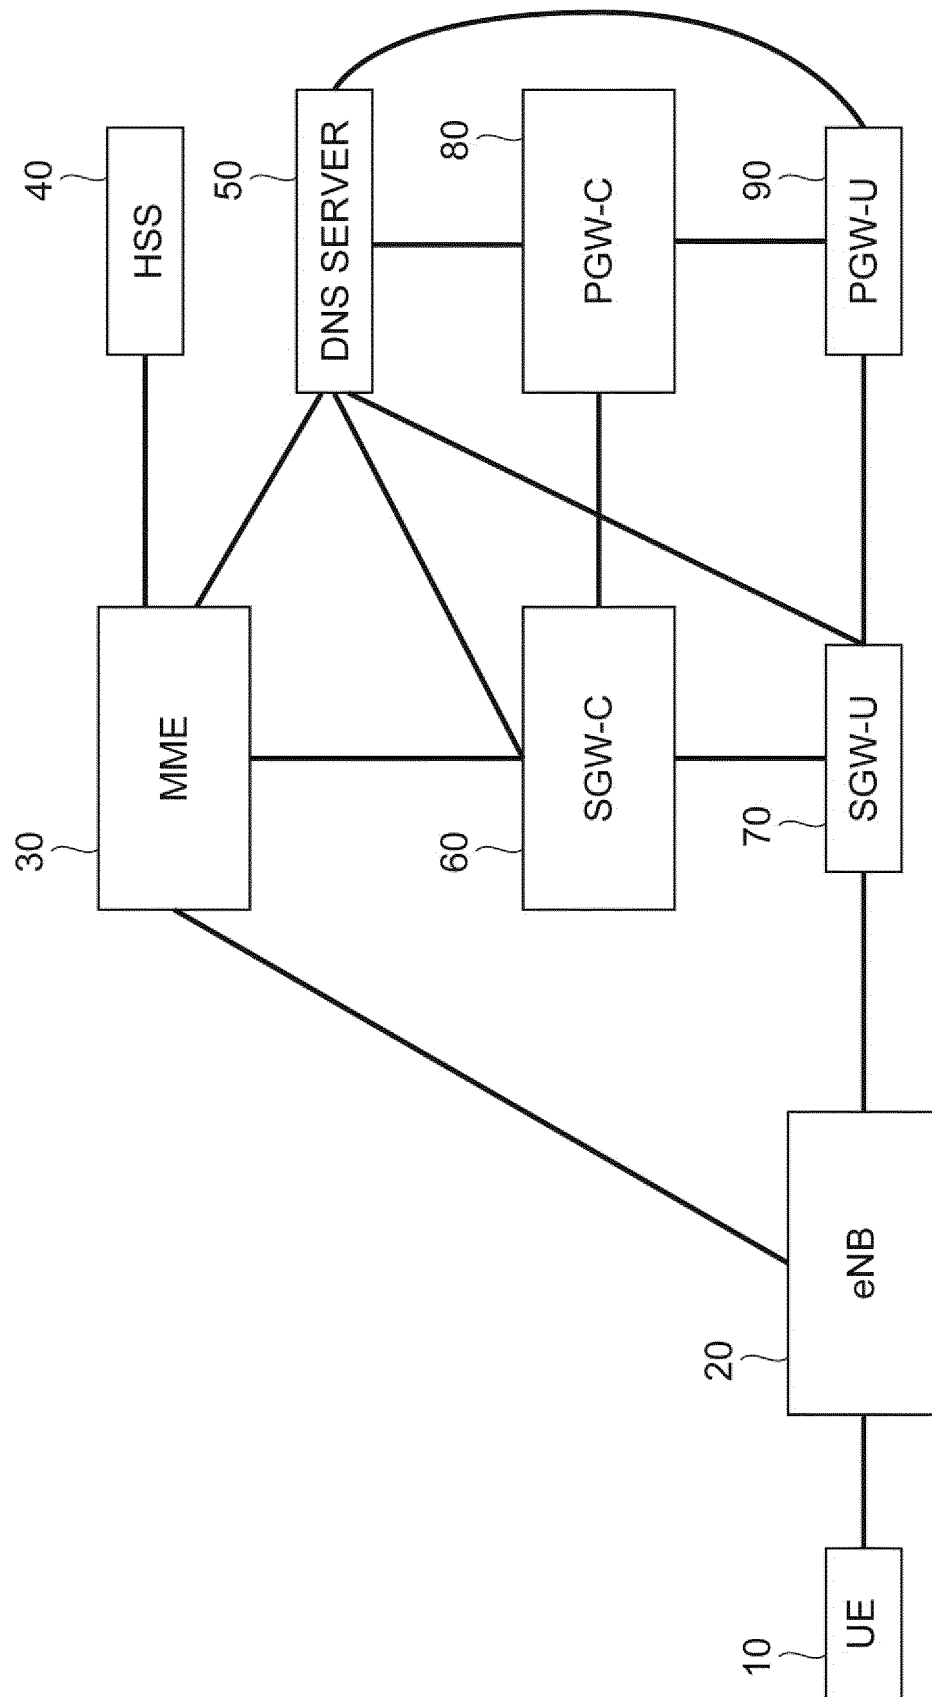 40
HSS
30
MME
50
DNS SERVER
60
SGW-C
80
PGW-C
10
UE
20
eNB
70
SGW-U
90
PGW-U